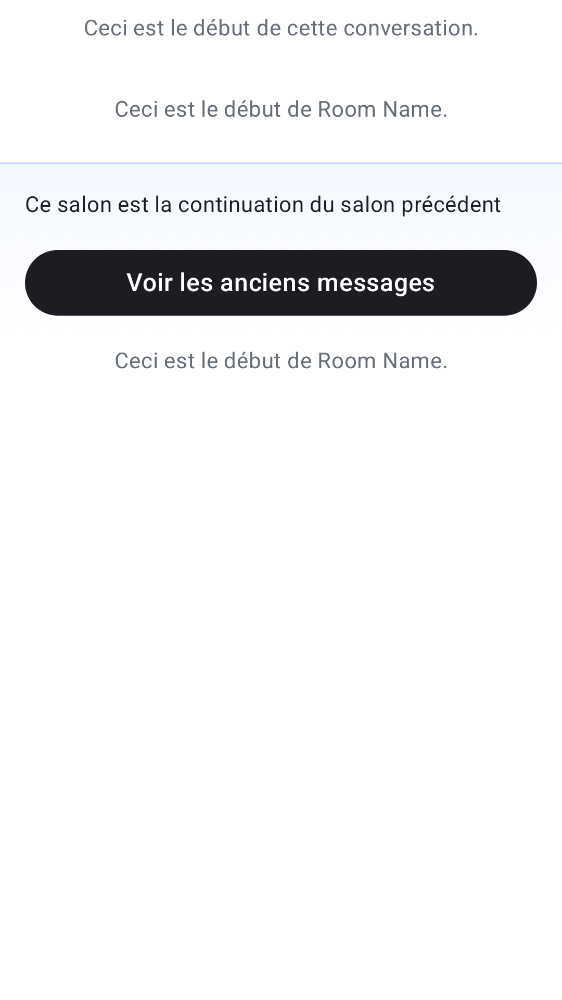 Ceci est le début de cette conversation.
Ceci est le début de Room Name.
Ce salon est la continuation du salon précédent
Voir les anciens messages
Ceci est le début de Room Name.